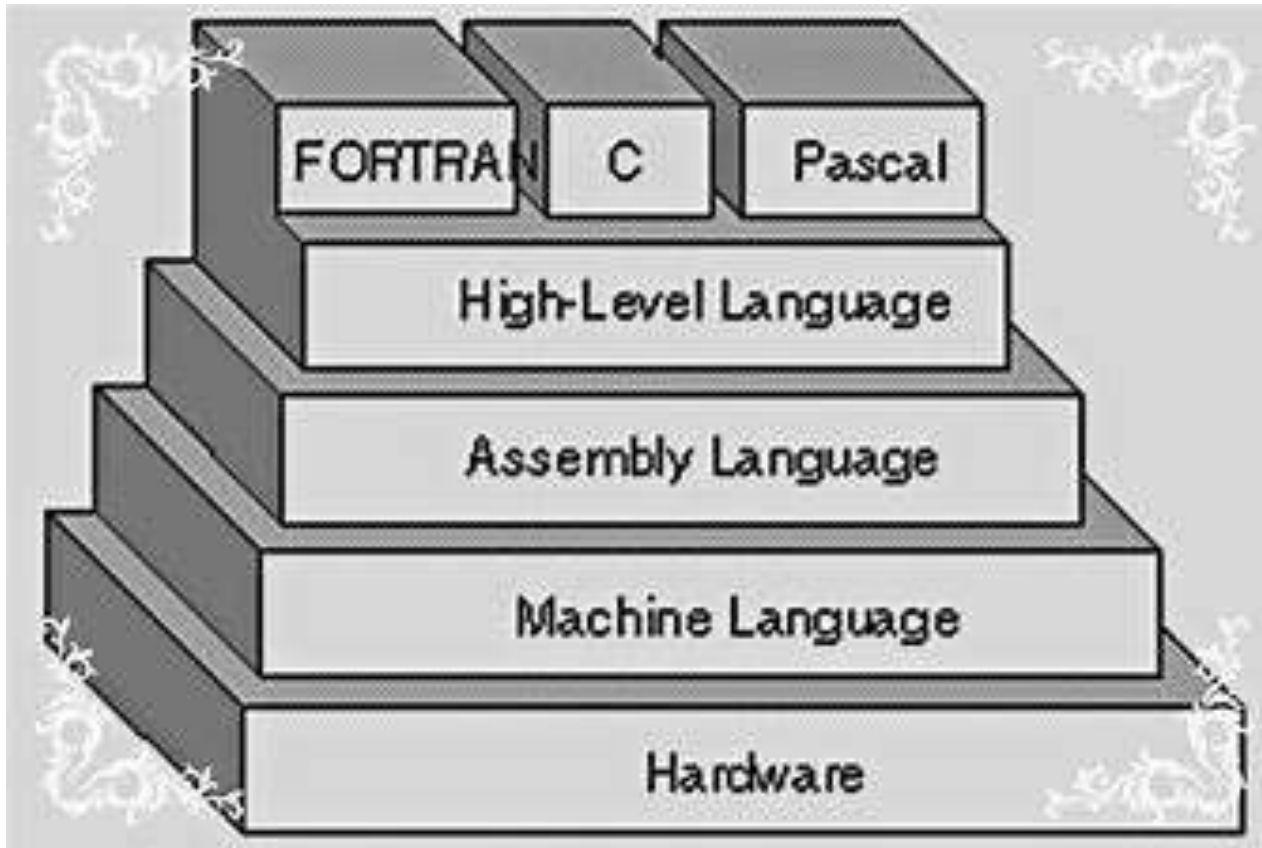 FORTRAN C Pascal
High-Level Language
Assembly Language
Machine Language
Hardware